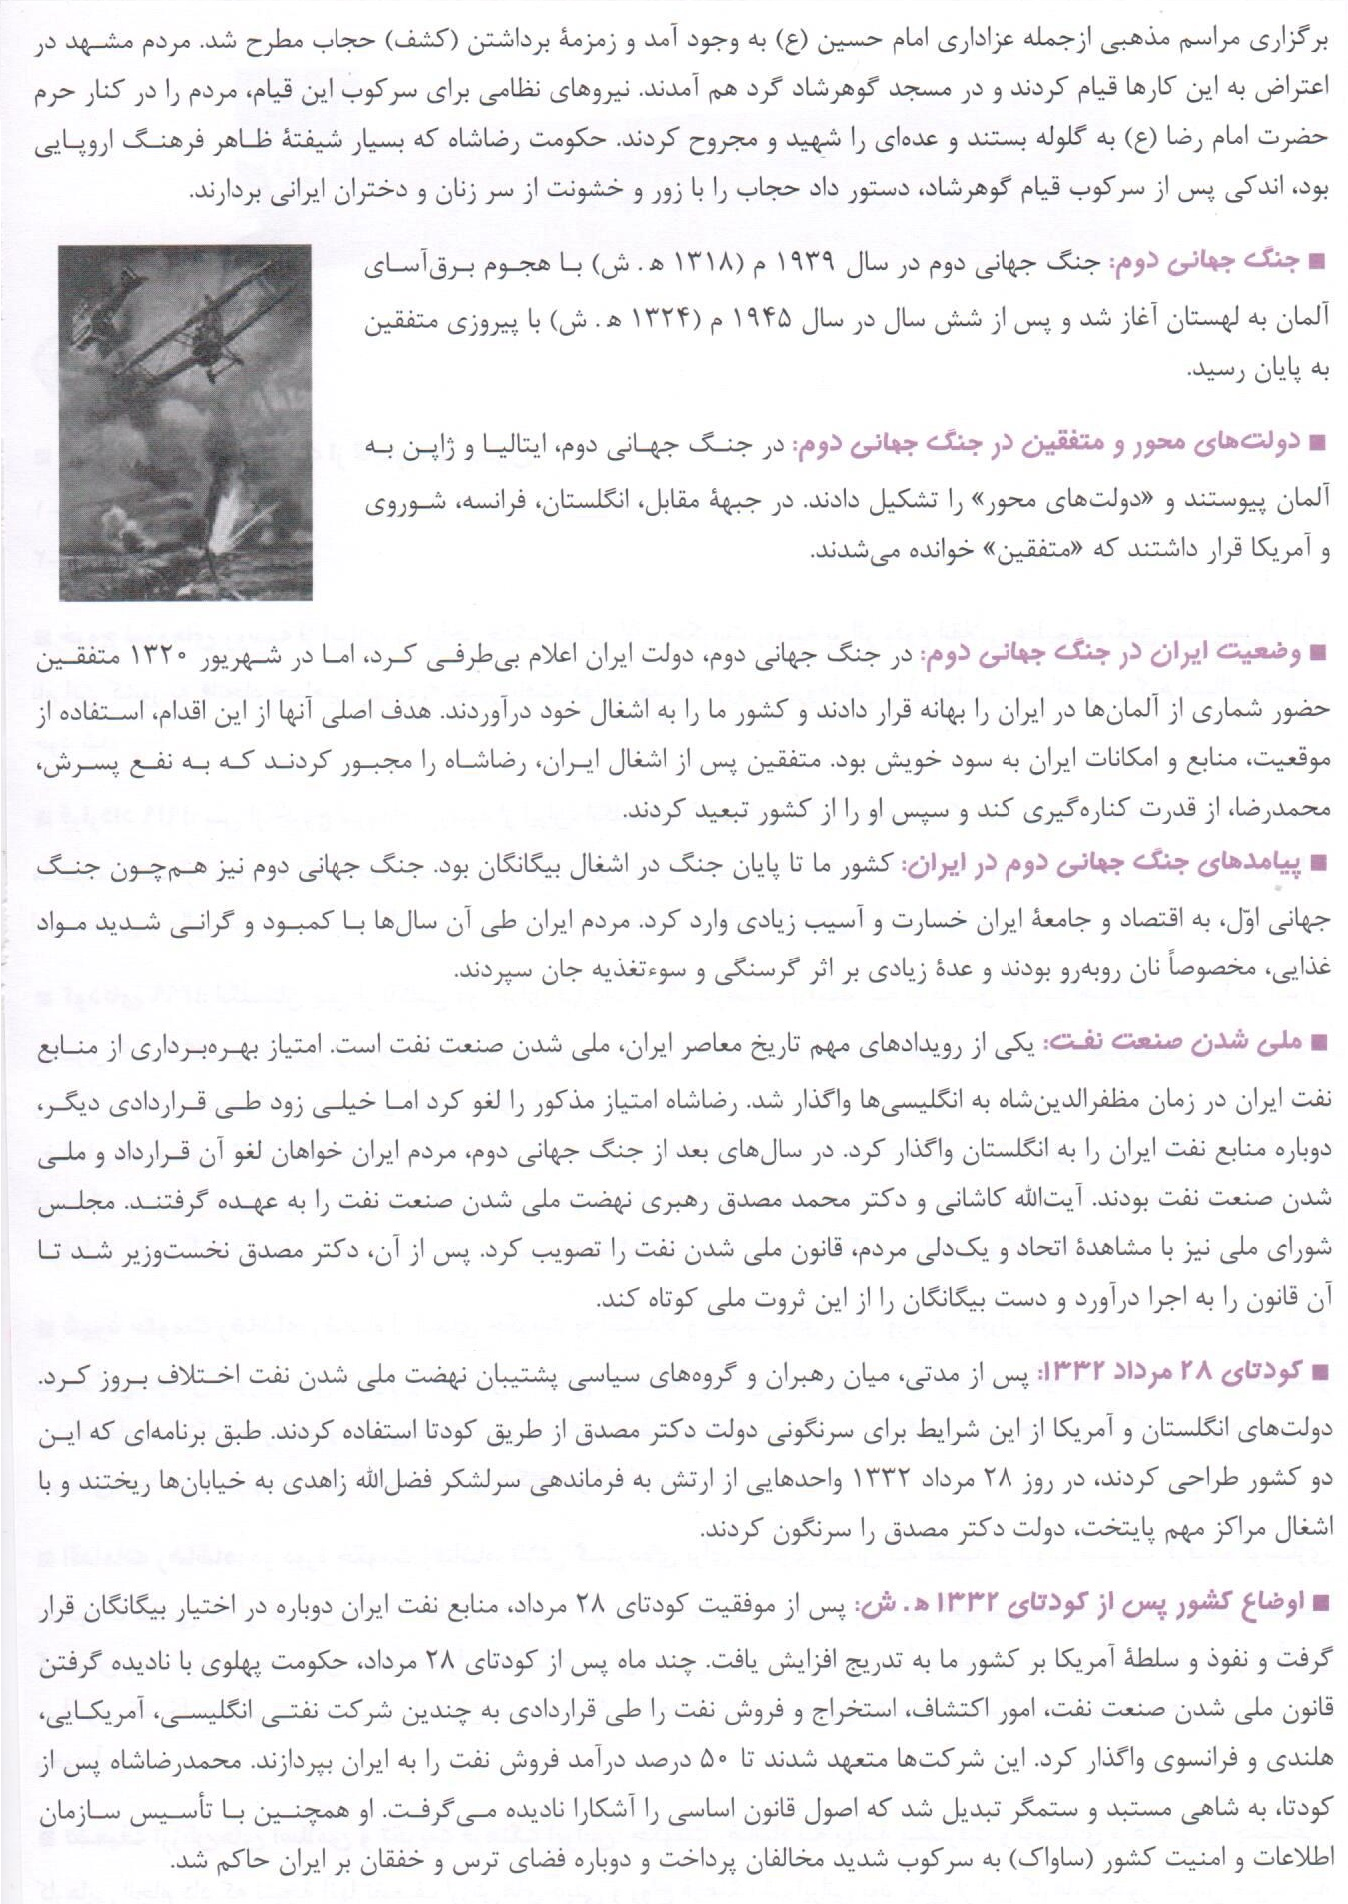 برگزاری مراسم مذهبی ازجمله عزاداری امام حسین (ع) به وجود آمد و زمزمهٔ برداشتن (کشف) حجاب مطرح شد. مردم مشهد در
اعتراض به این کارها قیام کردند و در مسجد گوهرشاد گرد هم آمدند. نیروهای نظامی برای سرکوب این قیام، مردم را در کنار حرم
حضرت امام رضا (ع) به گلوله بستند و عده‌ای را شهید و مجروح کردند. حکومت رضاشاه که بسیار شیفتهٔ ظاهر فرهنگ اروپایی
بود، اندکی پس از سرکوب قیام گوهرشاد، دستور داد حجاب را با زور و خشونت از سر زنان و دختران ایرانی بردارند.
■ جنگ جهانی دوم: جنگ جهانی دوم در سال ۱۹۳۹ م (۱۳۱۸ ه‍. ش) با هجوم برق‌آسای
آلمان به لهستان آغاز شد و پس از شش سال در سال ۱۹۴۵ م (۱۳۲۴ ه‍. ش) با پیروزی متفقین
به پایان رسید.
■ دولت‌های محور و متفقین در جنگ جهانی دوم: در جنگ جهانی دوم، ایتالیا و ژاپن به
آلمان پیوستند و «دولت‌های محور» را تشکیل دادند. در جبههٔ مقابل، انگلستان، فرانسه، شوروی
و آمریکا قرار داشتند که «متفقین» خوانده می‌شدند.
■ وضعیت ایران در جنگ جهانی دوم: در جنگ جهانی دوم، دولت ایران اعلام بی‌طرفی کرد، اما در شهریور ۱۳۲۰ متفقین
حضور شماری از آلمان‌ها در ایران را بهانه قرار دادند و کشور ما را به اشغال خود درآوردند. هدف اصلی آنها از این اقدام، استفاده از
موقعیت، منابع و امکانات ایران به سود خویش بود. متفقین پس از اشغال ایران، رضاشاه را مجبور کردند که به نفع پسرش،
محمدرضا، از قدرت کناره‌گیری کند و سپس او را از کشور تبعید کردند.
■ پیامدهای جنگ جهانی دوم در ایران: کشور ما تا پایان جنگ در اشغال بیگانگان بود. جنگ جهانی دوم نیز هم‌چون جنگ
جهانی اوّل، به اقتصاد و جامعهٔ ایران خسارت و آسیب زیادی وارد کرد. مردم ایران طی آن سال‌ها با کمبود و گرانی شدید مواد
غذایی، مخصوصاً نان روبه‌رو بودند و عدهٔ زیادی بر اثر گرسنگی و سوءتغذیه جان سپردند.
■ ملی شدن صنعت نفت: یکی از رویدادهای مهم تاریخ معاصر ایران، ملی شدن صنعت نفت است. امتیاز بهره‌برداری از منابع
نفت ایران در زمان مظفرالدین‌شاه به انگلیسی‌ها واگذار شد. رضاشاه امتیاز مذکور را لغو کرد اما خیلی زود طی قراردادی دیگر،
دوباره منابع نفت ایران را به انگلستان واگذار کرد. در سال‌های بعد از جنگ جهانی دوم، مردم ایران خواهان لغو آن قرارداد و ملی
شدن صنعت نفت بودند. آیت‌الله کاشانی و دکتر محمد مصدق رهبری نهضت ملی شدن صنعت نفت را به عهده گرفتند. مجلس
شورای ملی نیز با مشاهدهٔ اتحاد و یک‌دلی مردم، قانون ملی شدن نفت را تصویب کرد. پس از آن، دکتر مصدق نخست‌وزیر شد تا
آن قانون را به اجرا درآورد و دست بیگانگان را از این ثروت ملی کوتاه کند.
■ کودتای ۲۸ مرداد ۱۳۳۲: پس از مدتی، میان رهبران و گروه‌های سیاسی پشتیبان نهضت ملی شدن نفت اختلاف بروز کرد.
دولت‌های انگلستان و آمریکا از این شرایط برای سرنگونی دولت دکتر مصدق از طریق کودتا استفاده کردند. طبق برنامه‌ای که این
دو کشور طراحی کردند، در روز ۲۸ مرداد ۱۳۳۲ واحدهایی از ارتش به فرماندهی سرلشکر فضل‌الله زاهدی به خیابان‌ها ریختند و با
اشغال مراکز مهم پایتخت، دولت دکتر مصدق را سرنگون کردند.
■ اوضاع کشور پس از کودتای ۱۳۳۲ ه‍. ش: پس از موفقیت کودتای ۲۸ مرداد، منابع نفت ایران دوباره در اختیار بیگانگان قرار
گرفت و نفوذ و سلطهٔ آمریکا بر کشور ما به تدریج افزایش یافت. چند ماه پس از کودتای ۲۸ مرداد، حکومت پهلوی با نادیده گرفتن
قانون ملی شدن صنعت نفت، امور اکتشاف، استخراج و فروش نفت را طی قراردادی به چندین شرکت نفتی انگلیسی، آمریکایی،
هلندی و فرانسوی واگذار کرد. این شرکت‌ها متعهد شدند تا ۵۰ درصد درآمد فروش نفت را به ایران بپردازند. محمدرضاشاه پس از
کودتا، به شاهی مستبد و ستمگر تبدیل شد که اصول قانون اساسی را آشکارا نادیده می‌گرفت. او همچنین با تأسیس سازمان
اطلاعات و امنیت کشور (ساواک) به سرکوب شدید مخالفان پرداخت و دوباره فضای ترس و خفقان بر ایران حاکم شد.